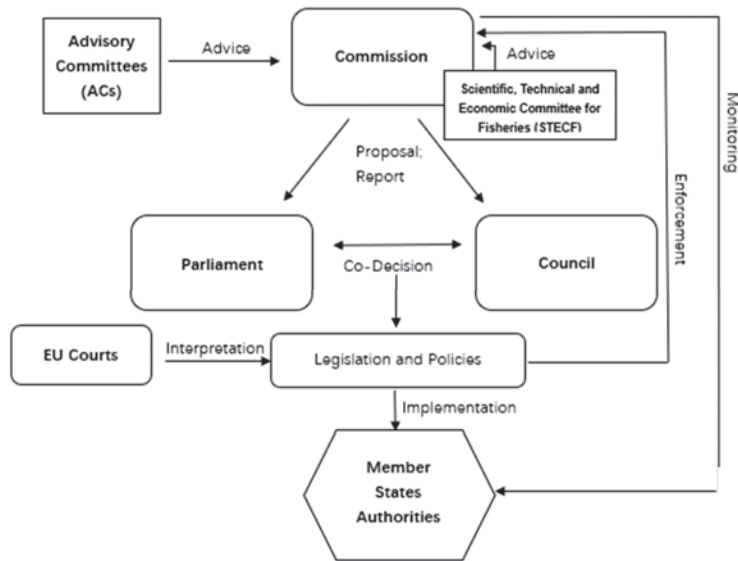 Advisory
Committees
(ACs)
Advice
Commission
Advice
Scientific, Technical and
Economic Committee for
Fisheries (STECF)
Monitoring
Proposal;
Report
Enforcement
Parliament
Co-Decision
Council
EU Courts
Interpretation
Legislation and Policies
Implementation
Member
States
Authorities